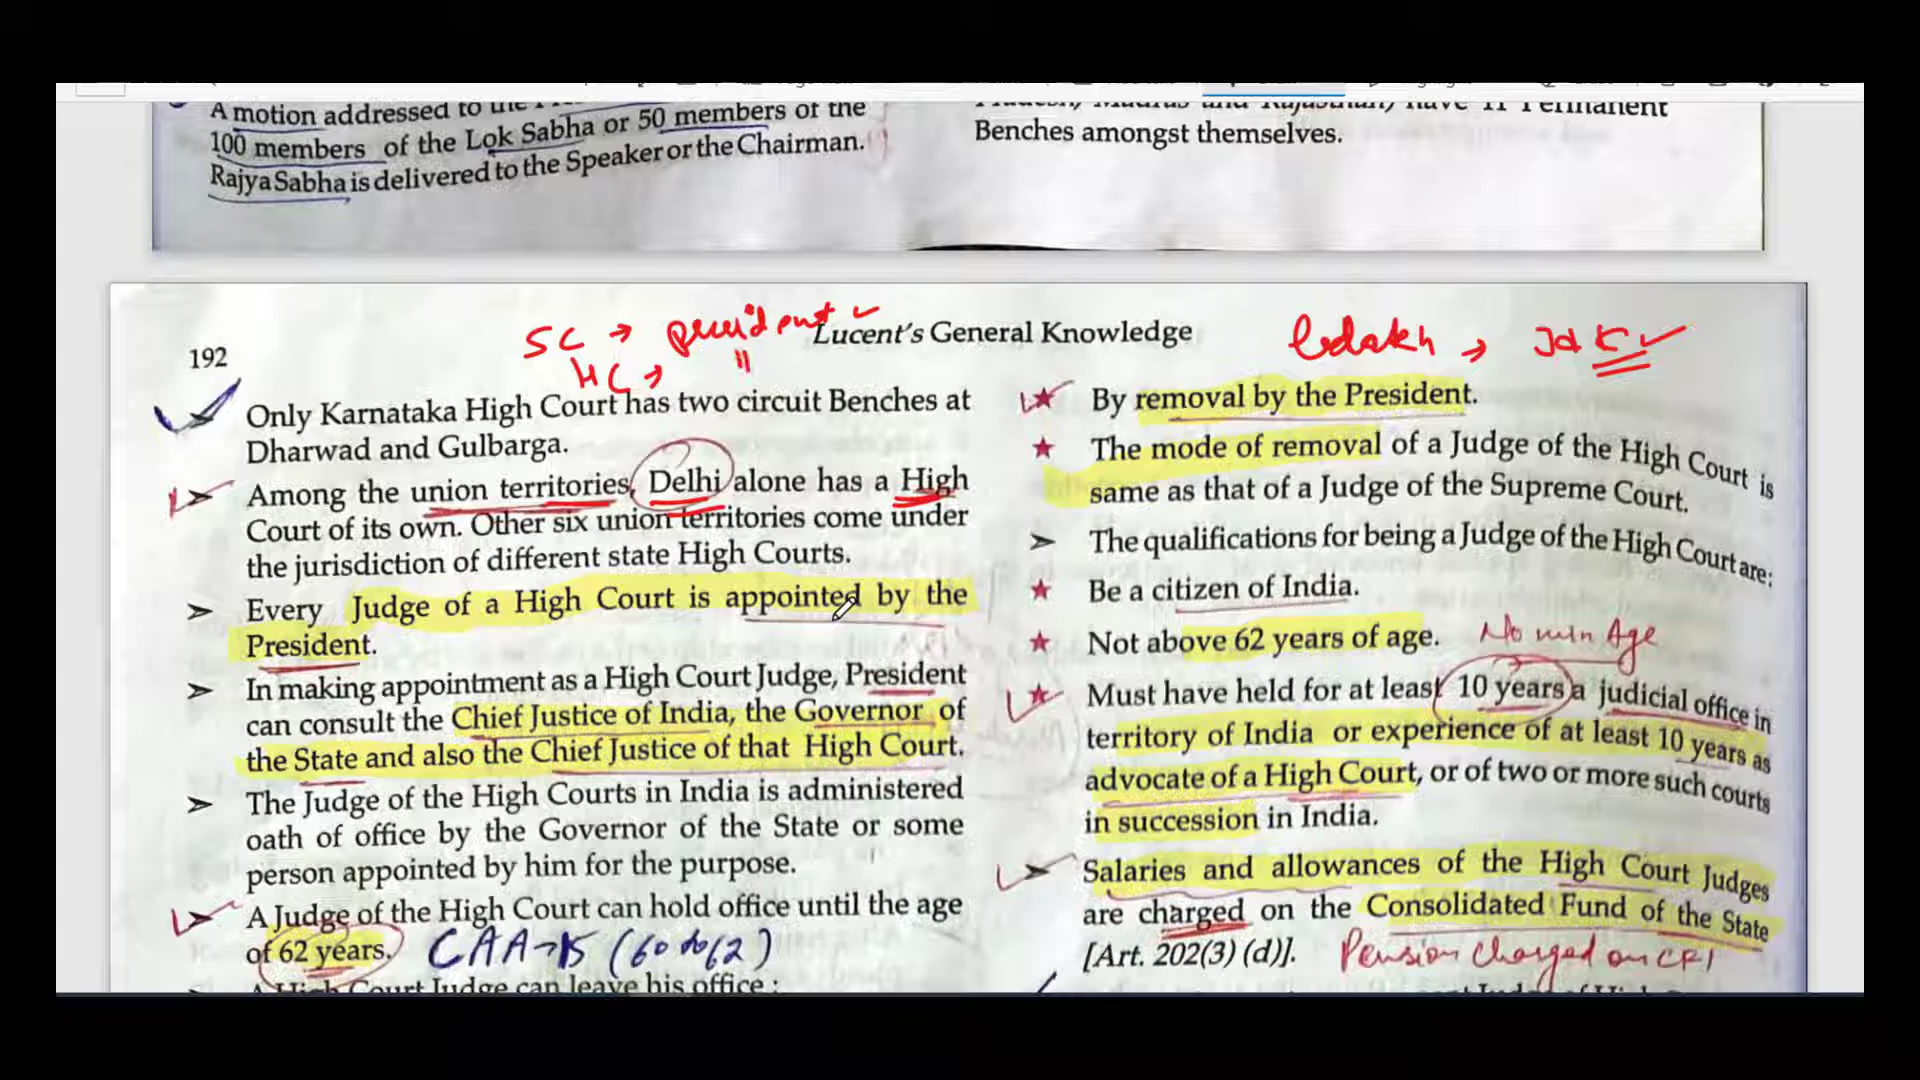 A motion addressed to the
100 members of the Lok Sabha or 50 members of the
Rajya Sabha is delivered to the Speaker or the Chairman.
have 11 Permanent
Benches amongst themselves.
192
SC → president ✓
HC → "
Lucent's General Knowledge
Ladakh → J&K ✓
Only Karnataka High Court has two circuit Benches at
Dharwad and Gulbarga.
➤ Among the union territories, Delhi alone has a High
Court of its own. Other six union territories come under
the jurisdiction of different state High Courts.
➤ Every Judge of a High Court is appointed by the
President.
➤ In making appointment as a High Court Judge, President
can consult the Chief Justice of India, the Governor of
the State and also the Chief Justice of that High Court.
➤ The Judge of the High Courts in India is administered
oath of office by the Governor of the State or some
person appointed by him for the purpose.
➤ A Judge of the High Court can hold office until the age
of 62 years. CAA→15 (60 to 62)
A High Court Judge can leave his office :
★ By removal by the President.
★ The mode of removal of a Judge of the High Court is
same as that of a Judge of the Supreme Court.
➤ The qualifications for being a Judge of the High Court are:
★ Be a citizen of India.
★ Not above 62 years of age. No min Age
★ Must have held for at least 10 years a judicial office in
territory of India or experience of at least 10 years as
advocate of a High Court, or of two or more such courts
in succession in India.
➤ Salaries and allowances of the High Court Judges
are charged on the Consolidated Fund of the State
[Art. 202(3) (d)]. Pension charged on CFI